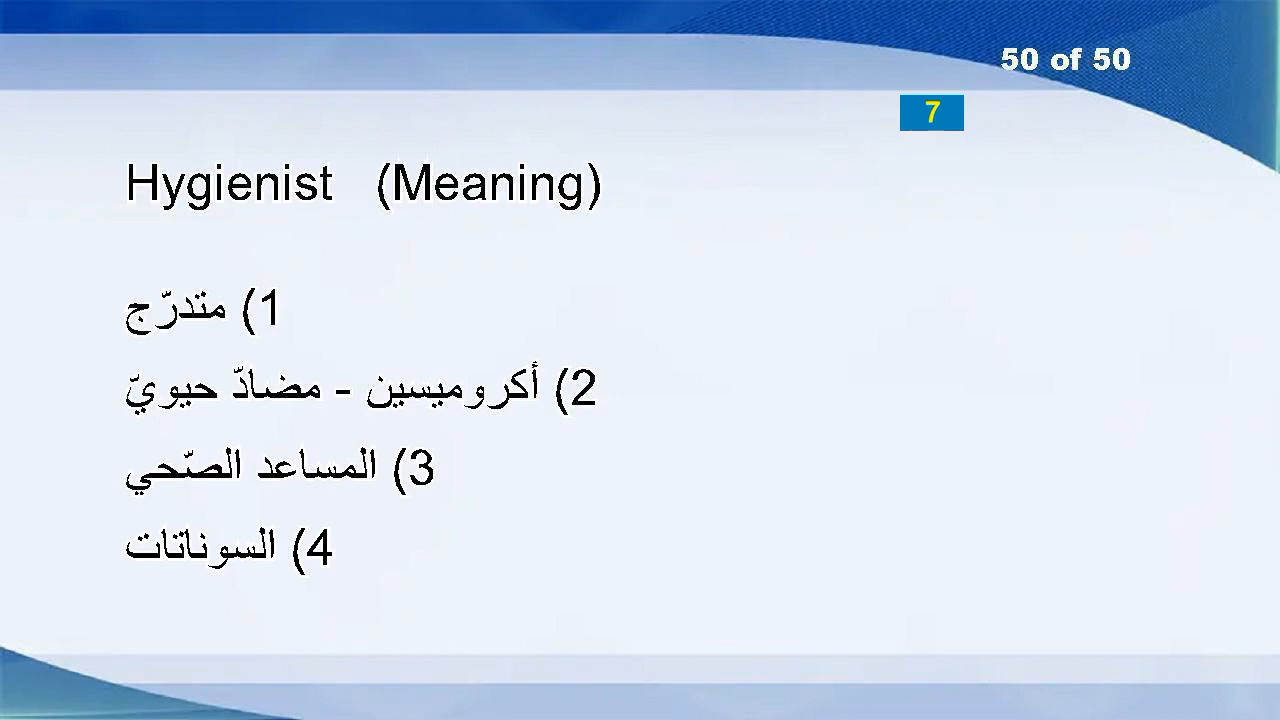 50 of 50
7
Hygienist (Meaning)
1) متدرّج
2) أكروميسين - مضادّ حيويّ
3) المساعد الصّحي
4) السوناتات